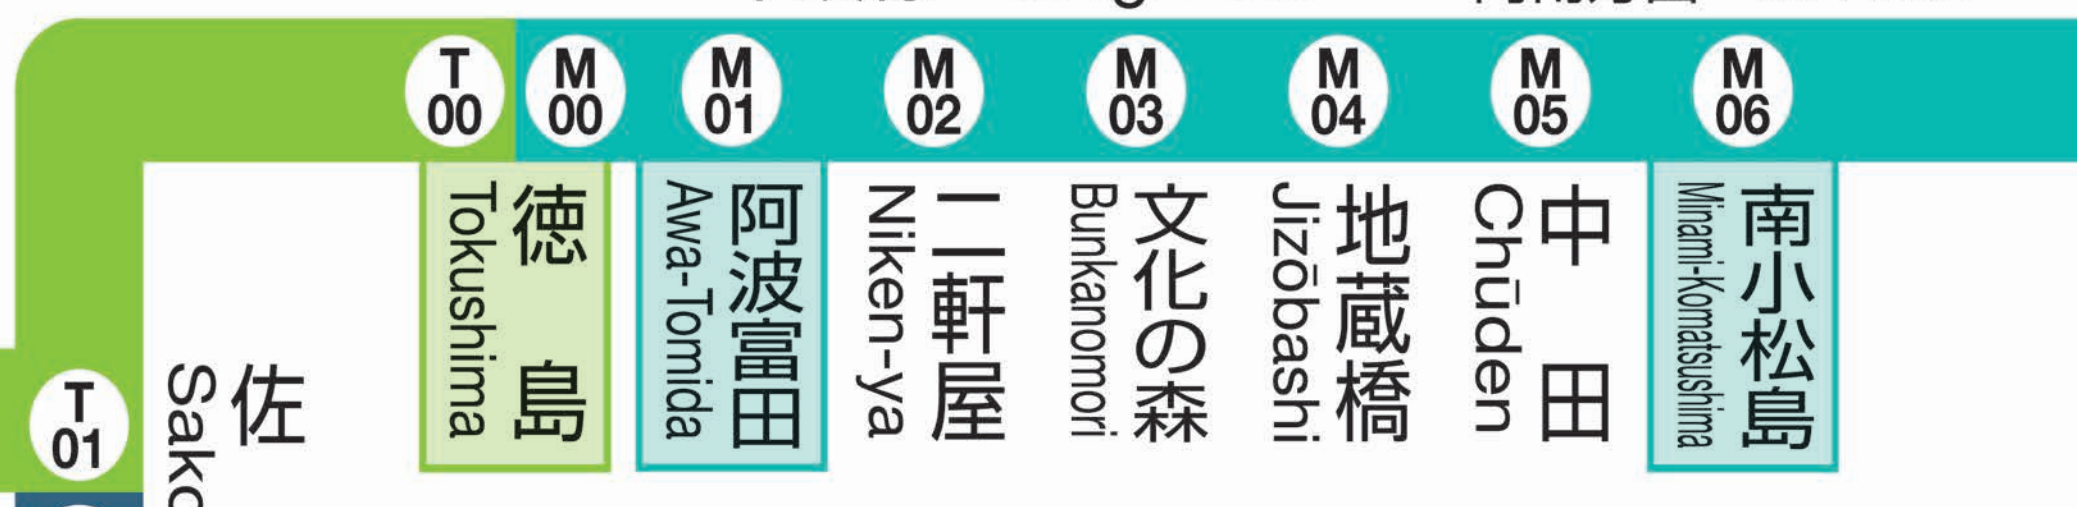 T
00
M
00
M
01
M
02
M
03
M
04
M
05
M
06
徳島
Tokushima
阿波富田
Awa-Tomida
二軒屋
Niken-ya
文化の森
Bunkanomori
地蔵橋
Jizōbashi
中田
Chūden
南小松島
Minami-Komatsushima
T
01
佐